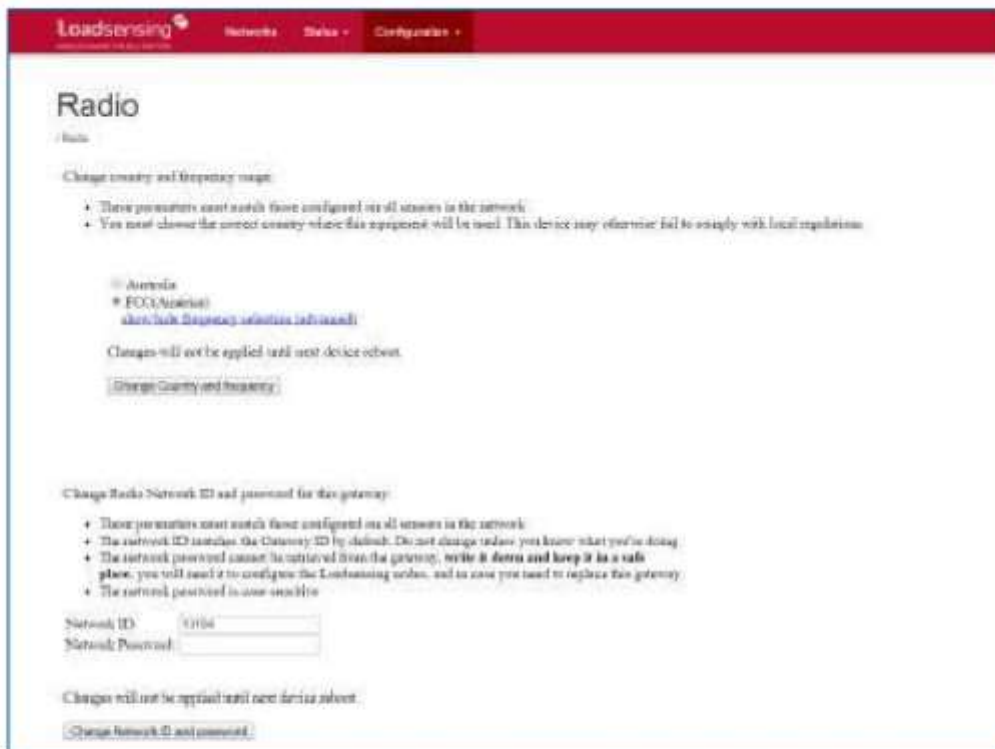 Loadsensing
Networks Status Configuration
Radio
Radio
Change country and frequency usage:
These parameters must match those configured on all sensors in the network
You must choose the correct country where this equipment will be used. This device may otherwise fail to comply with local regulations.
Australia
FCC(America)
show/hide frequency selection (advanced)
Changes will not be applied until next device reboot.
Change Country and frequency
Change Radio Network ID and password for this gateway:
These parameters must match those configured on all sensors in the network
The network ID matches the Gateway ID by default. Do not change unless you know what you're doing
The network password cannot be retrieved from the gateway, write it down and keep it in a safe
place, you will need it to configure the Loadsensing nodes, and in case you need to replace this gateway
The network password is case sensitive
Network ID:
Network Password:
Changes will not be applied until next device reboot.
Change Network ID and password